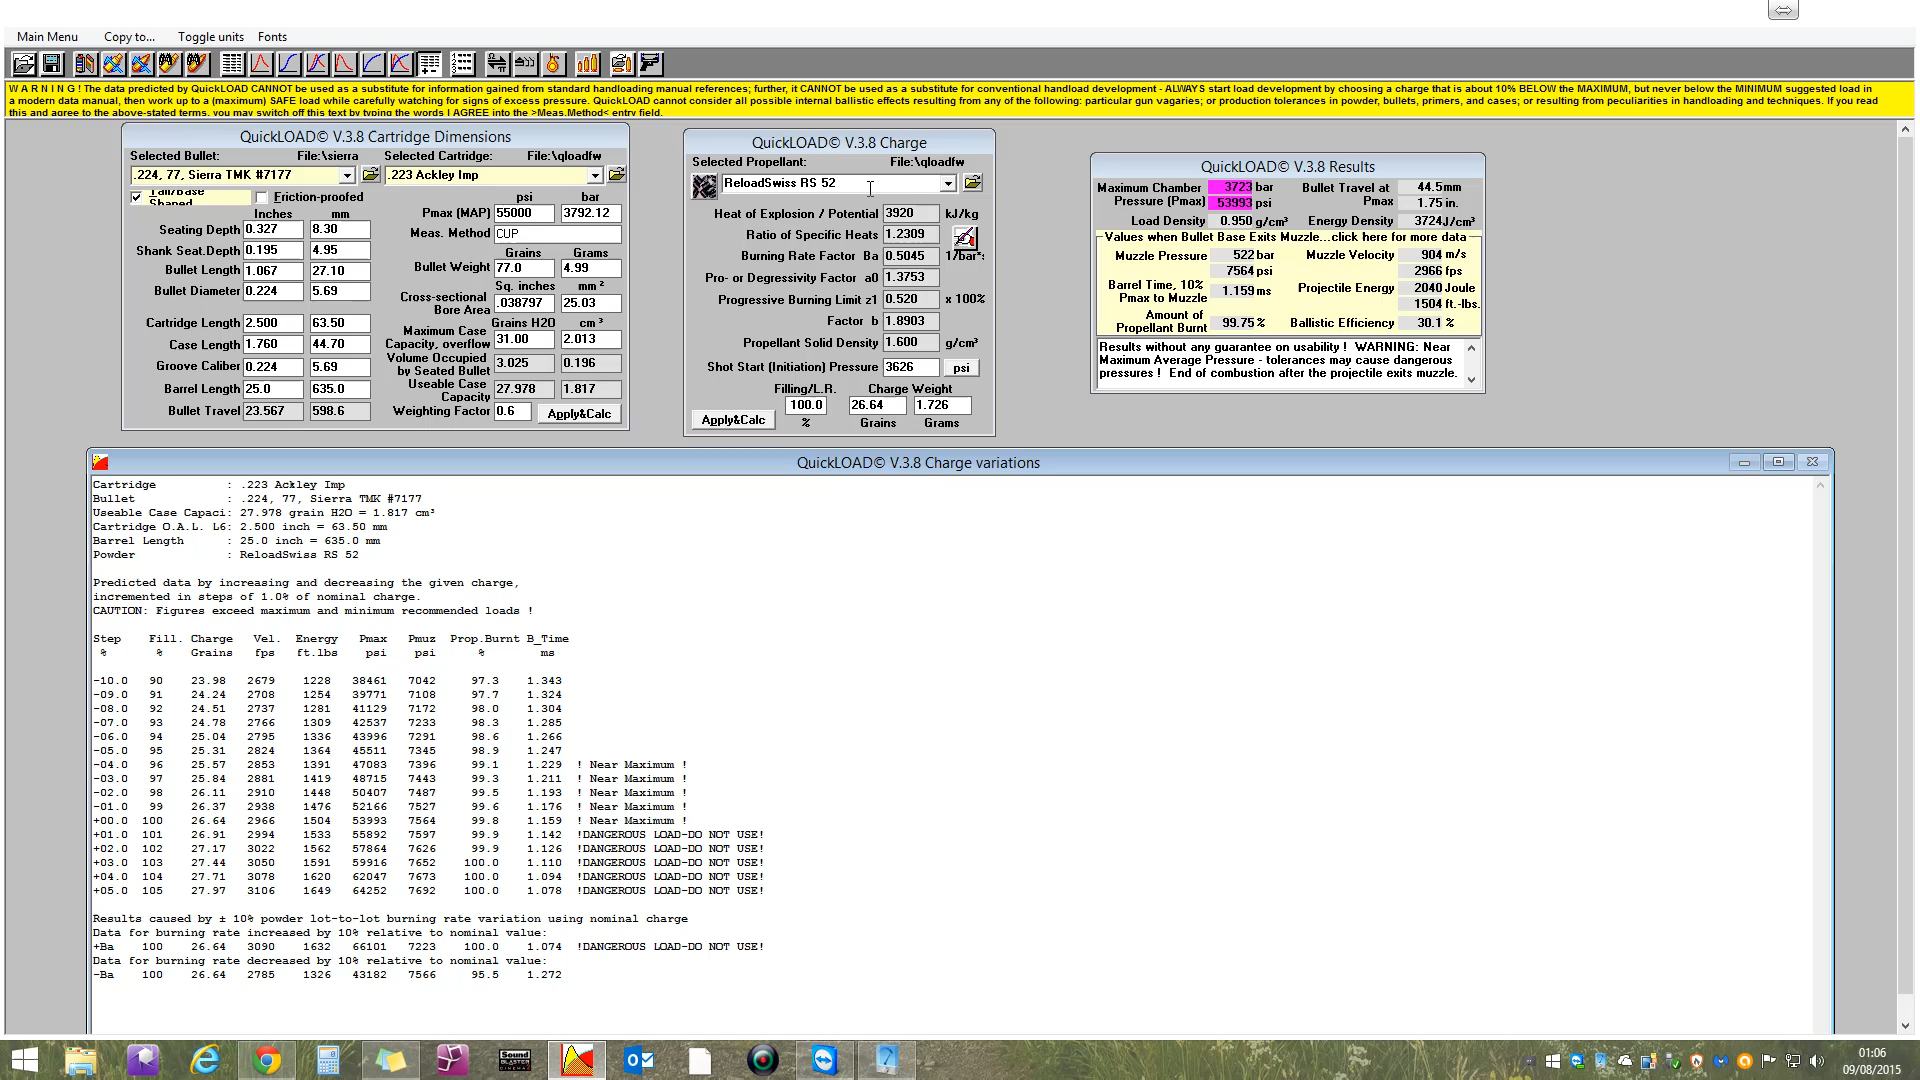 Main Menu Copy to... Toggle units Fonts
W A R N I N G ! The data predicted by QuickLOAD CANNOT be used as a substitute for information gained from standard handloading manual references; further, it CANNOT be used as a substitute for conventional handload development - ALWAYS start load development by choosing a charge that is about 10% BELOW the MAXIMUM, but never below the MINIMUM suggested load in
a modern data manual, then work up to a (maximum) SAFE load while carefully watching for signs of excess pressure. QuickLOAD cannot consider all possible internal ballistic effects resulting from any of the following: particular gun vagaries; or production tolerances in powder, bullets, primers, and cases; or resulting from peculiarities in handloading and techniques. If you read
this and agree to the above-stated terms, you may switch off this text by typing the words I AGREE into the >Meas.Method< entry field.
QuickLOAD© V.3.8 Cartridge Dimensions
Selected Bullet: File:\sierra Selected Cartridge: File:\qloadfw
.224, 77, Sierra TMK #7177 .223 Ackley Imp
Tail/Base Shaped Friction-proofed psi bar
Inches mm Pmax (MAP) 55000 3792.12
Seating Depth 0.327 8.30 Meas. Method CUP
Shank Seat.Depth 0.195 4.95 Grains Grams
Bullet Length 1.067 27.10 Bullet Weight 77.0 4.99
Bullet Diameter 0.224 5.69 Sq. inches mm ²
Cross-sectional Bore Area .038797 25.03
Cartridge Length 2.500 63.50 Grains H2O cm ³
Case Length 1.760 44.70 Maximum Case Capacity, overflow 31.00 2.013
Groove Caliber 0.224 5.69 Volume Occupied by Seated Bullet 3.025 0.196
Barrel Length 25.0 635.0 Useable Case Capacity 27.978 1.817
Bullet Travel 23.567 598.6 Weighting Factor 0.6 Apply&Calc
QuickLOAD© V.3.8 Charge
Selected Propellant: File:\qloadfw
ReloadSwiss RS 52
Heat of Explosion / Potential 3920 kJ/kg
Ratio of Specific Heats 1.2309
Burning Rate Factor Ba 0.5045 1/bar*s
Pro- or Degressivity Factor a0 1.3753
Progressive Burning Limit z1 0.520 x 100%
Factor b 1.8903
Propellant Solid Density 1.600 g/cm³
Shot Start (Initiation) Pressure 3626 psi
Filling/L.R. Charge Weight
100.0 26.64 1.726
Apply&Calc % Grains Grams
QuickLOAD© V.3.8 Results
Maximum Chamber 3723 bar Bullet Travel at 44.5 mm
Pressure (Pmax) 53993 psi Pmax 1.75 in.
Load Density 0.950 g/cm³ Energy Density 3724 J/cm³
Values when Bullet Base Exits Muzzle...click here for more data
Muzzle Pressure 522 bar Muzzle Velocity 904 m/s
7564 psi 2966 fps
Barrel Time, 10% Pmax to Muzzle 1.159 ms Projectile Energy 2040 Joule
1504 ft.-lbs.
Amount of Propellant Burnt 99.75 % Ballistic Efficiency 30.1 %
Results without any guarantee on usability ! WARNING: Near
Maximum Average Pressure - tolerances may cause dangerous
pressures ! End of combustion after the projectile exits muzzle.
QuickLOAD© V.3.8 Charge variations
Cartridge : .223 Ackley Imp
Bullet : .224, 77, Sierra TMK #7177
Useable Case Capaci: 27.978 grain H2O = 1.817 cm³
Cartridge O.A.L. L6: 2.500 inch = 63.50 mm
Barrel Length : 25.0 inch = 635.0 mm
Powder : ReloadSwiss RS 52
Predicted data by increasing and decreasing the given charge,
incremented in steps of 1.0% of nominal charge.
CAUTION: Figures exceed maximum and minimum recommended loads !
Step Fill. Charge Vel. Energy Pmax Pmuz Prop.Burnt B_Time
% % Grains fps ft.lbs psi psi % ms
-10.0 90 23.98 2679 1228 38461 7042 97.3 1.343
-09.0 91 24.24 2708 1254 39771 7108 97.7 1.324
-08.0 92 24.51 2737 1281 41129 7172 98.0 1.304
-07.0 93 24.78 2766 1309 42537 7233 98.3 1.285
-06.0 94 25.04 2795 1336 43996 7291 98.6 1.266
-05.0 95 25.31 2824 1364 45511 7345 98.9 1.247
-04.0 96 25.57 2853 1391 47083 7396 99.1 1.229 ! Near Maximum !
-03.0 97 25.84 2881 1419 48715 7443 99.3 1.211 ! Near Maximum !
-02.0 98 26.11 2910 1448 50407 7487 99.5 1.193 ! Near Maximum !
-01.0 99 26.37 2938 1476 52166 7527 99.6 1.176 ! Near Maximum !
+00.0 100 26.64 2966 1504 53993 7564 99.8 1.159 ! Near Maximum !
+01.0 101 26.91 2994 1533 55892 7597 99.9 1.142 !DANGEROUS LOAD-DO NOT USE!
+02.0 102 27.17 3022 1562 57864 7626 99.9 1.126 !DANGEROUS LOAD-DO NOT USE!
+03.0 103 27.44 3050 1591 59916 7652 100.0 1.110 !DANGEROUS LOAD-DO NOT USE!
+04.0 104 27.71 3078 1620 62047 7673 100.0 1.094 !DANGEROUS LOAD-DO NOT USE!
+05.0 105 27.97 3106 1649 64252 7692 100.0 1.078 !DANGEROUS LOAD-DO NOT USE!
Results caused by ± 10% powder lot-to-lot burning rate variation using nominal charge
Data for burning rate increased by 10% relative to nominal value:
+Ba 100 26.64 3090 1632 66101 7223 100.0 1.074 !DANGEROUS LOAD-DO NOT USE!
Data for burning rate decreased by 10% relative to nominal value:
-Ba 100 26.64 2785 1326 43182 7566 95.5 1.272
Sound BLASTER
01:06
09/08/2015